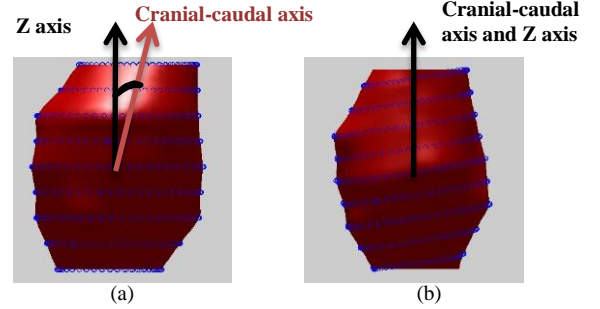 Cranial-caudal axis
Z axis
Cranial-caudal
axis and Z axis
(a)
(b)